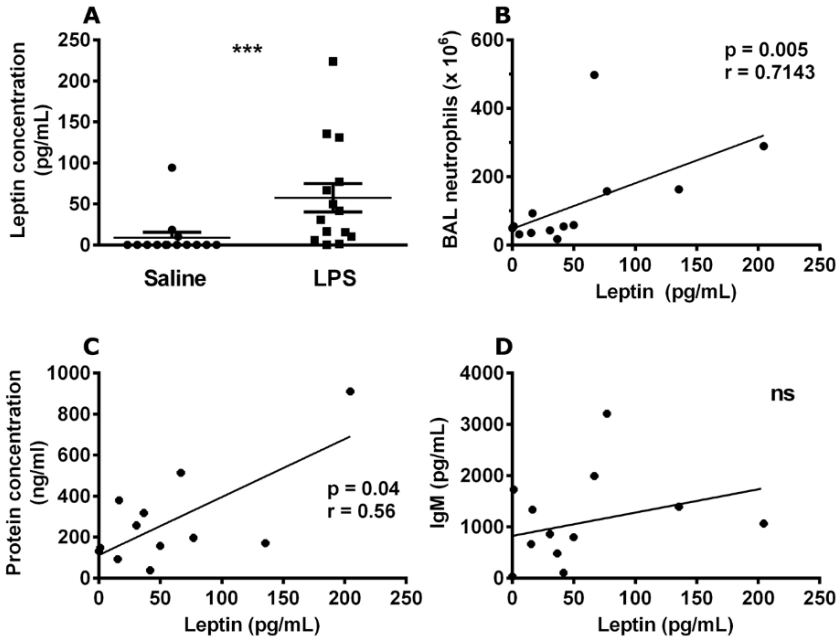 A
Leptin concentration
(pg/mL)
250
200
150
100
50
0
***
Saline
LPS
B
BAL neutrophils (x 10⁶)
600
400
200
0
p = 0.005
r = 0.7143
0
50
100
150
200
250
Leptin (pg/mL)
C
Protein concentration
(ng/ml)
1000
800
600
400
200
0
p = 0.04
r = 0.56
0
50
100
150
200
250
Leptin (pg/mL)
D
IgM (pg/mL)
4000
3000
2000
1000
0
ns
0
50
100
150
200
250
Leptin (pg/mL)